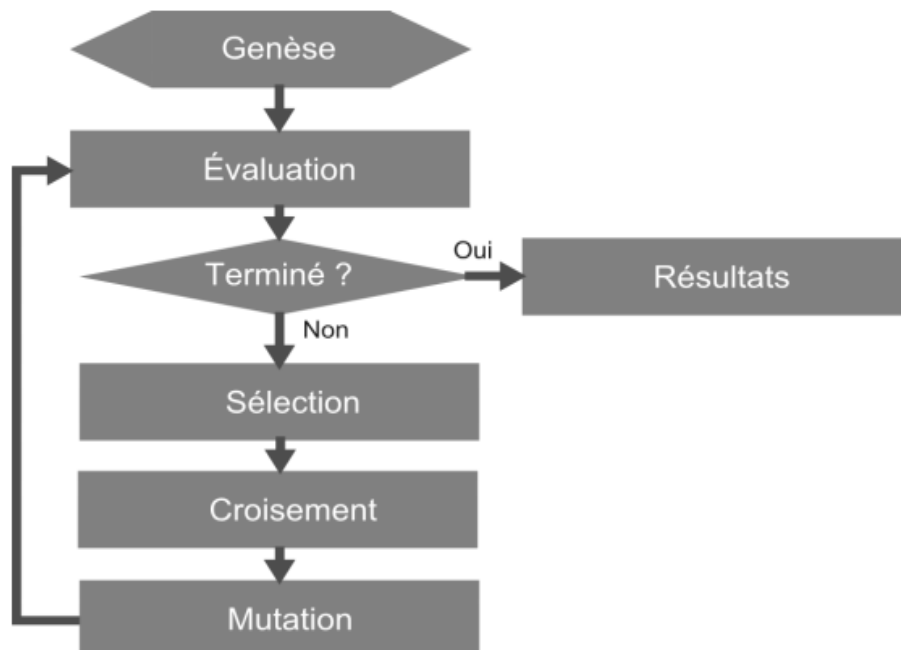 Genèse
Évaluation
Terminé ?
Oui
Résultats
Non
Sélection
Croisement
Mutation